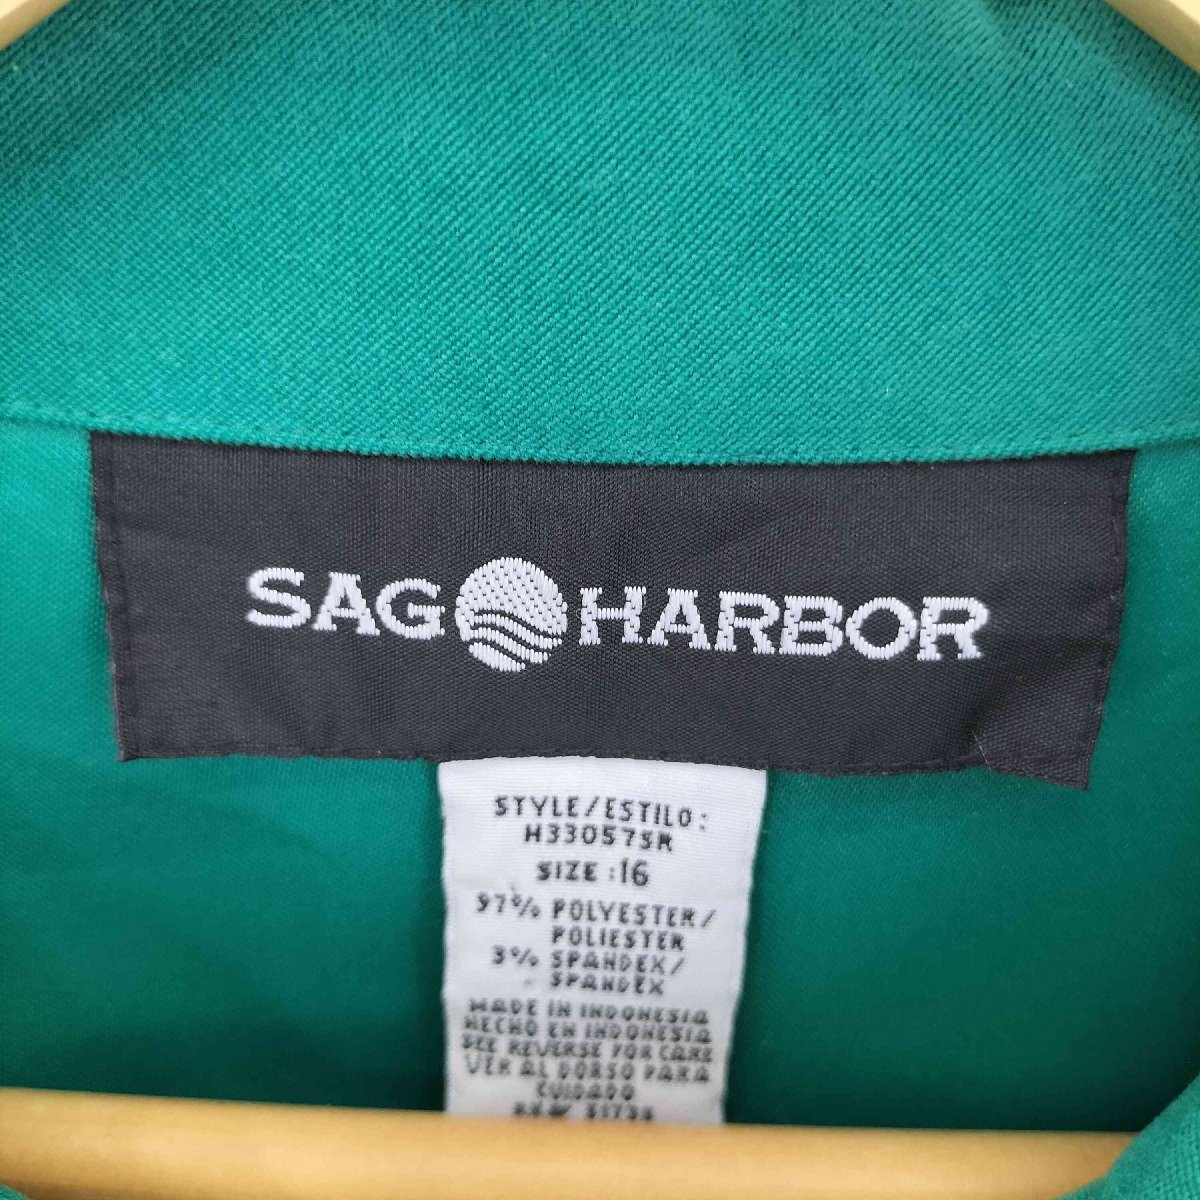 SAG HARBOR
STYLE/ESTILO:
H330575R
SIZE :16
97% POLYESTER/
POLIESTER
3% SPANDEX/
SPANDEX
MADE IN INDONESIA
HECHO EN INDONESIA
SEE REVERSE FOR CARE
VER AL DORSO PARA
CUIDADO